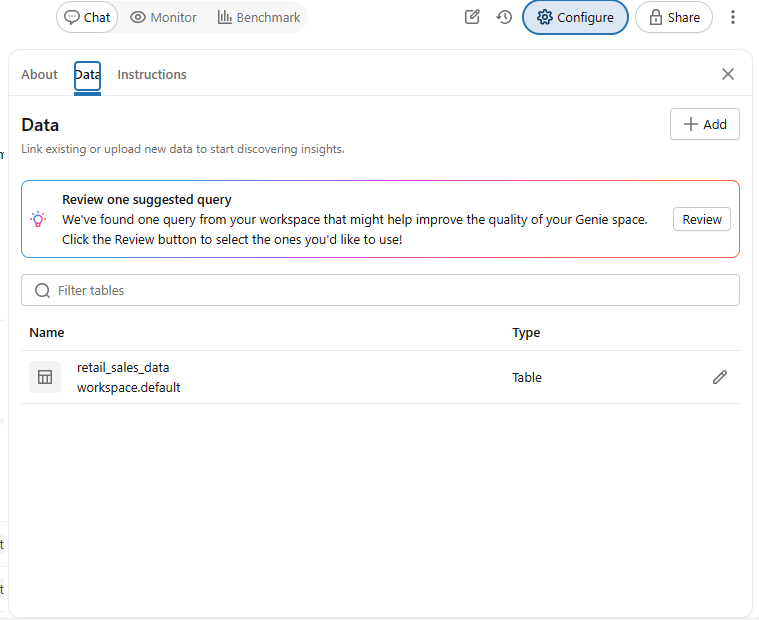 Chat Monitor Benchmark Configure Share
About Data Instructions
Data
Add
Link existing or upload new data to start discovering insights.
Review one suggested query
We've found one query from your workspace that might help improve the quality of your Genie space.
Click the Review button to select the ones you'd like to use!
Review
Filter tables
Name Type
retail_sales_data
workspace.default
Table